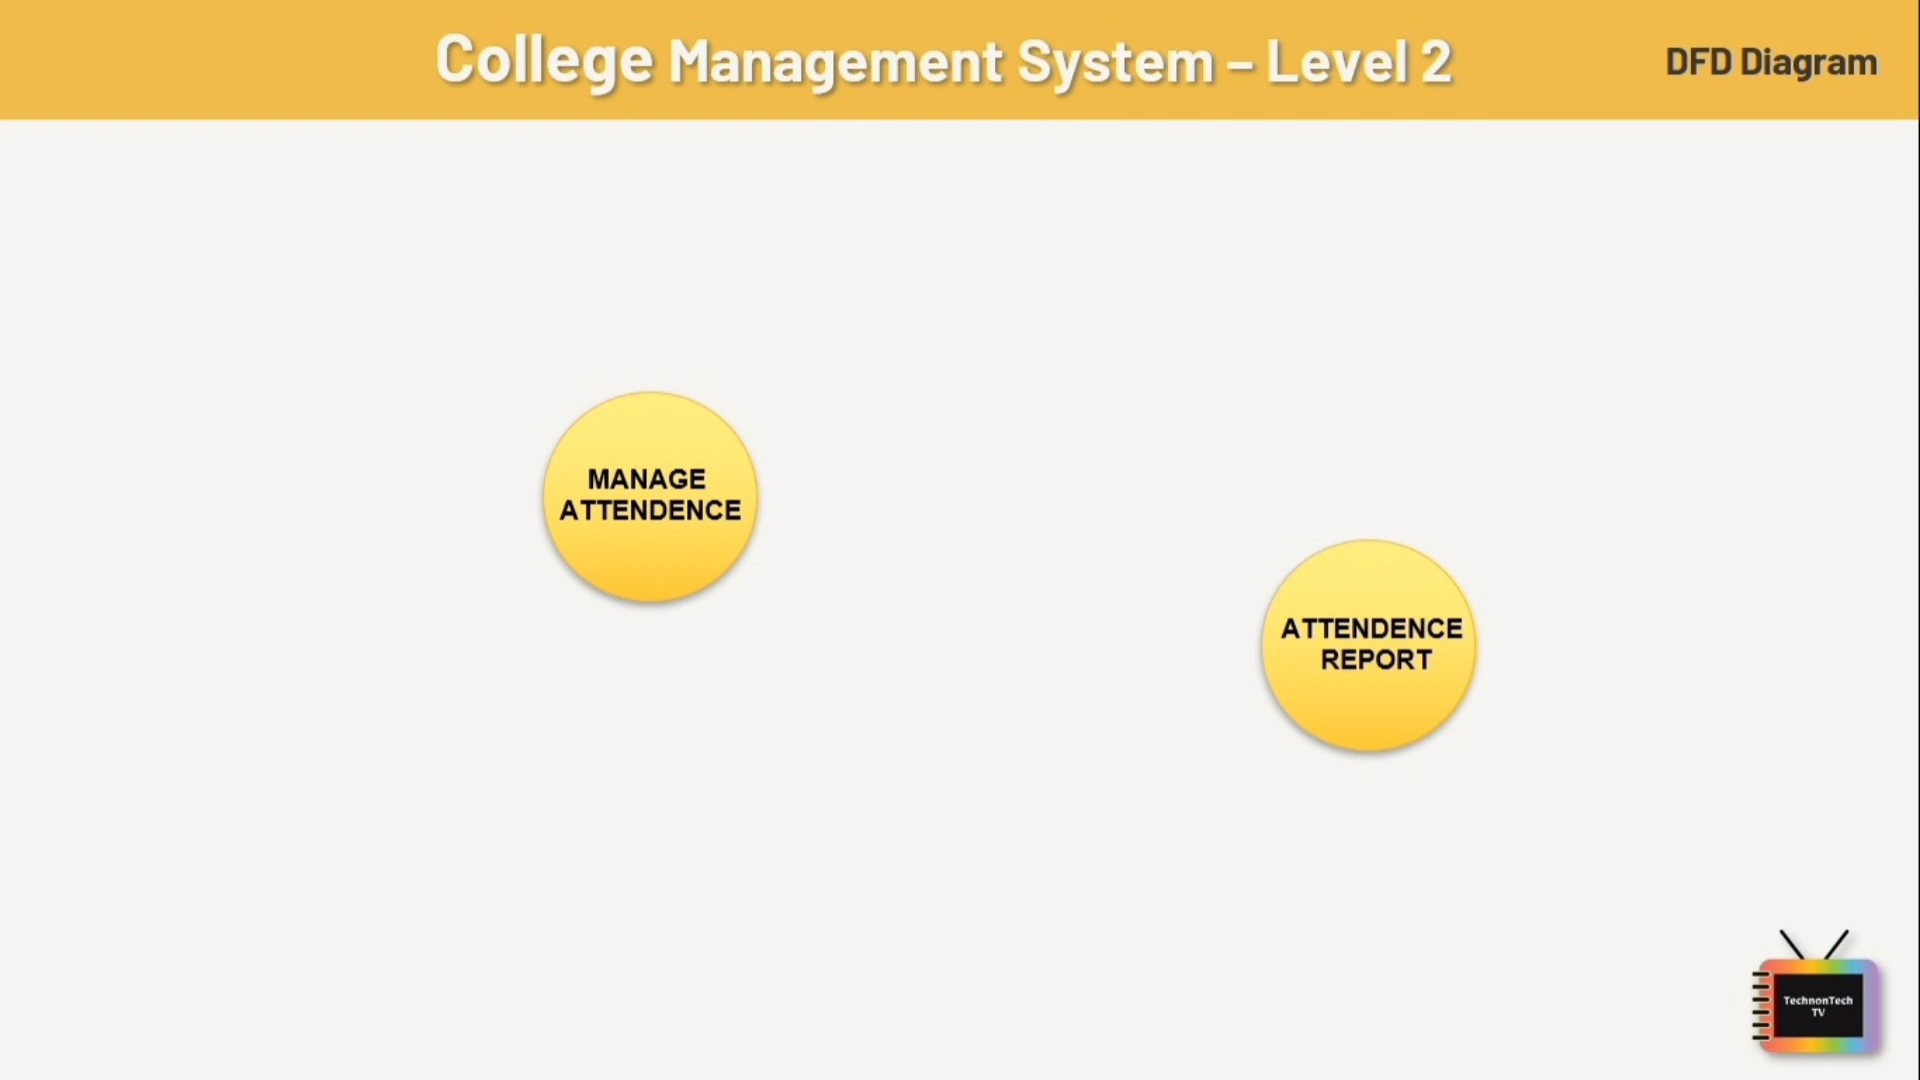 College Management System – Level 2
DFD Diagram
MANAGE
ATTENDENCE
ATTENDENCE
REPORT
TechnonTech
TV